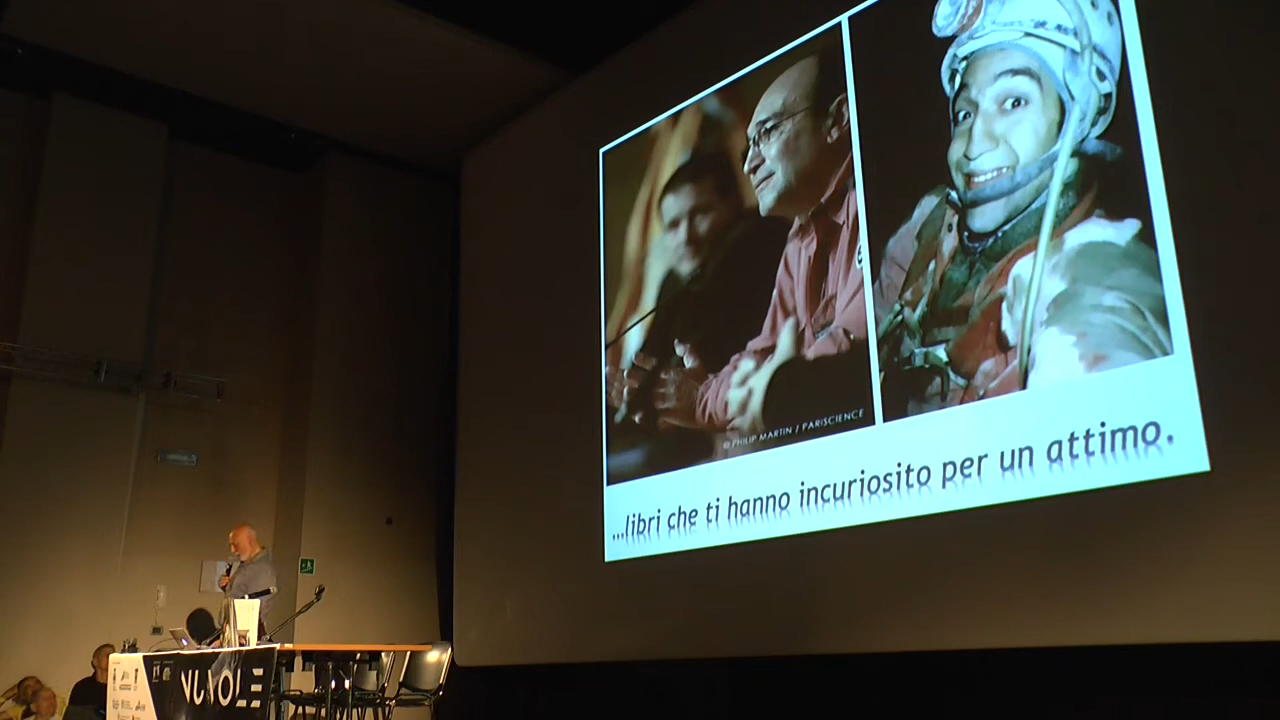 © PHILIP MARTIN / PARISCIENCE
...libri che ti hanno incuriosito per un attimo.
NUVOLE